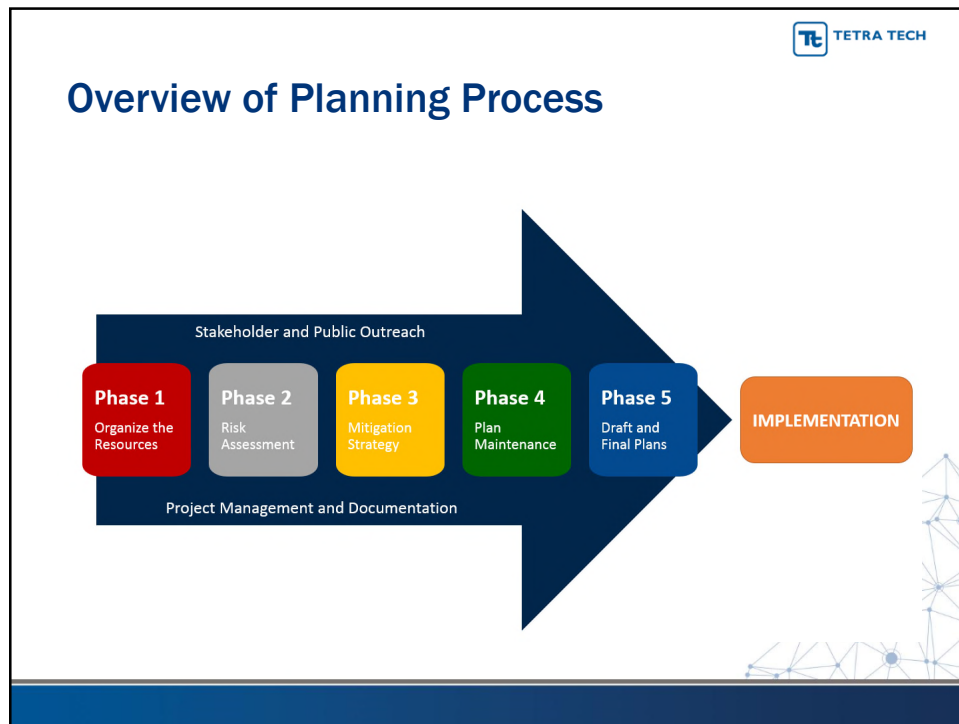 Tt TETRA TECH
Overview of Planning Process
Stakeholder and Public Outreach
Phase 1
Organize the
Resources
Phase 2
Risk
Assessment
Phase 3
Mitigation
Strategy
Phase 4
Plan
Maintenance
Phase 5
Draft and
Final Plans
IMPLEMENTATION
Project Management and Documentation